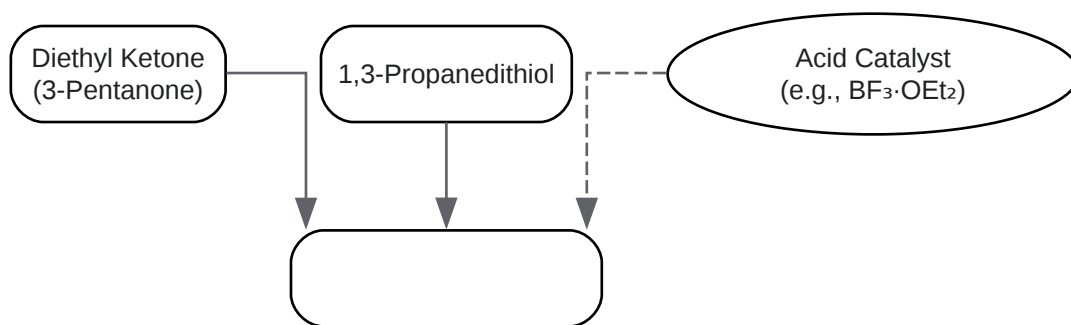 Diethyl Ketone
(3-Pentanone)
1,3-Propanedithiol
Acid Catalyst
(e.g., BF₃·OEt₂)